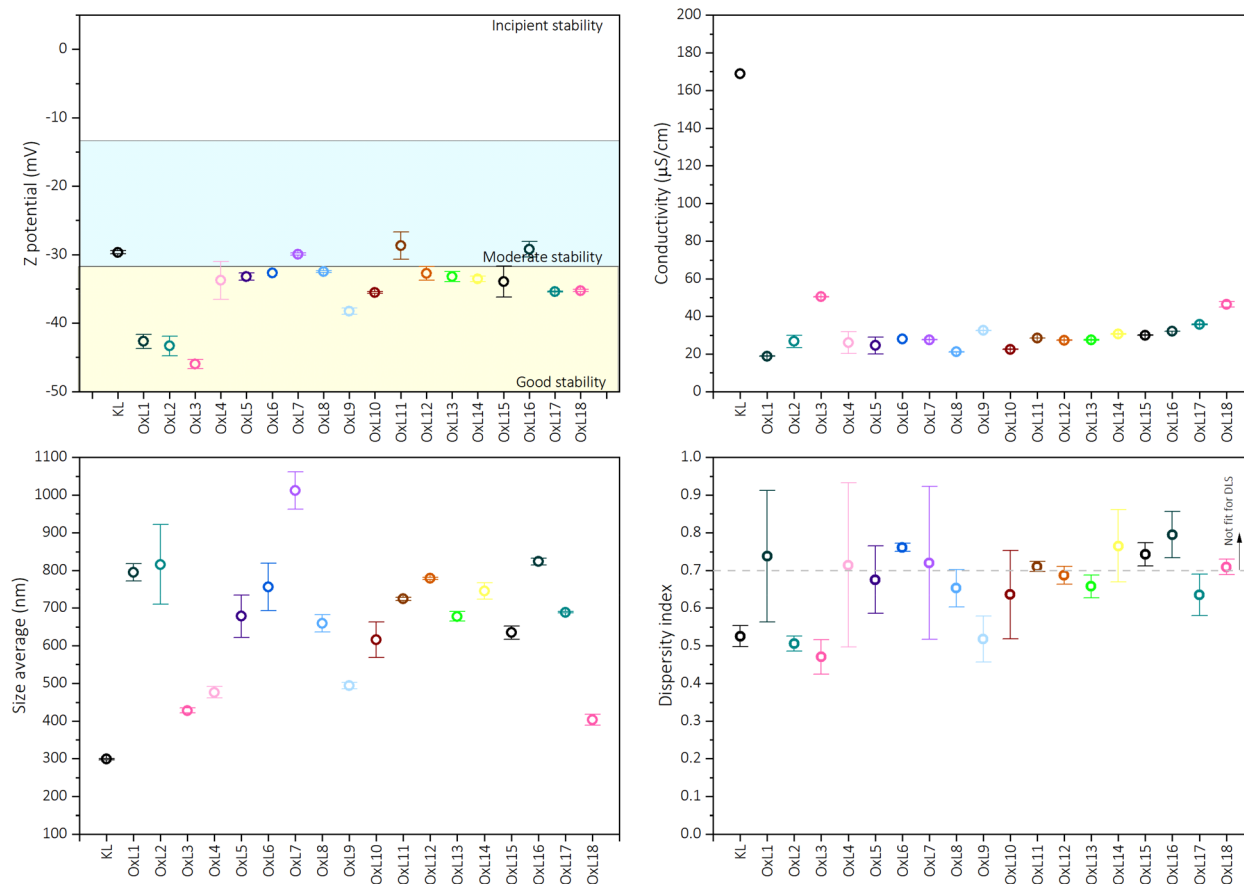 Incipient stability
Moderate stability
Good stability
Z potential (mV)
0
-10
-20
-30
-40
-50
KL
OxL1
OxL2
OxL3
OxL4
OxL5
OxL6
OxL7
OxL8
OxL9
OxL10
OxL11
OxL12
OxL13
OxL14
OxL15
OxL16
OxL17
OxL18
Conductivity (µS/cm)
200
180
160
140
120
100
80
60
40
20
0
KL
OxL1
OxL2
OxL3
OxL4
OxL5
OxL6
OxL7
OxL8
OxL9
OxL10
OxL11
OxL12
OxL13
OxL14
OxL15
OxL16
OxL17
OxL18
Size average (nm)
1100
1000
900
800
700
600
500
400
300
200
100
KL
OxL1
OxL2
OxL3
OxL4
OxL5
OxL6
OxL7
OxL8
OxL9
OxL10
OxL11
OxL12
OxL13
OxL14
OxL15
OxL16
OxL17
OxL18
Dispersity index
1.0
0.9
0.8
0.7
0.6
0.5
0.4
0.3
0.2
0.1
0.0
Not fit for DLS
KL
OxL1
OxL2
OxL3
OxL4
OxL5
OxL6
OxL7
OxL8
OxL9
OxL10
OxL11
OxL12
OxL13
OxL14
OxL15
OxL16
OxL17
OxL18